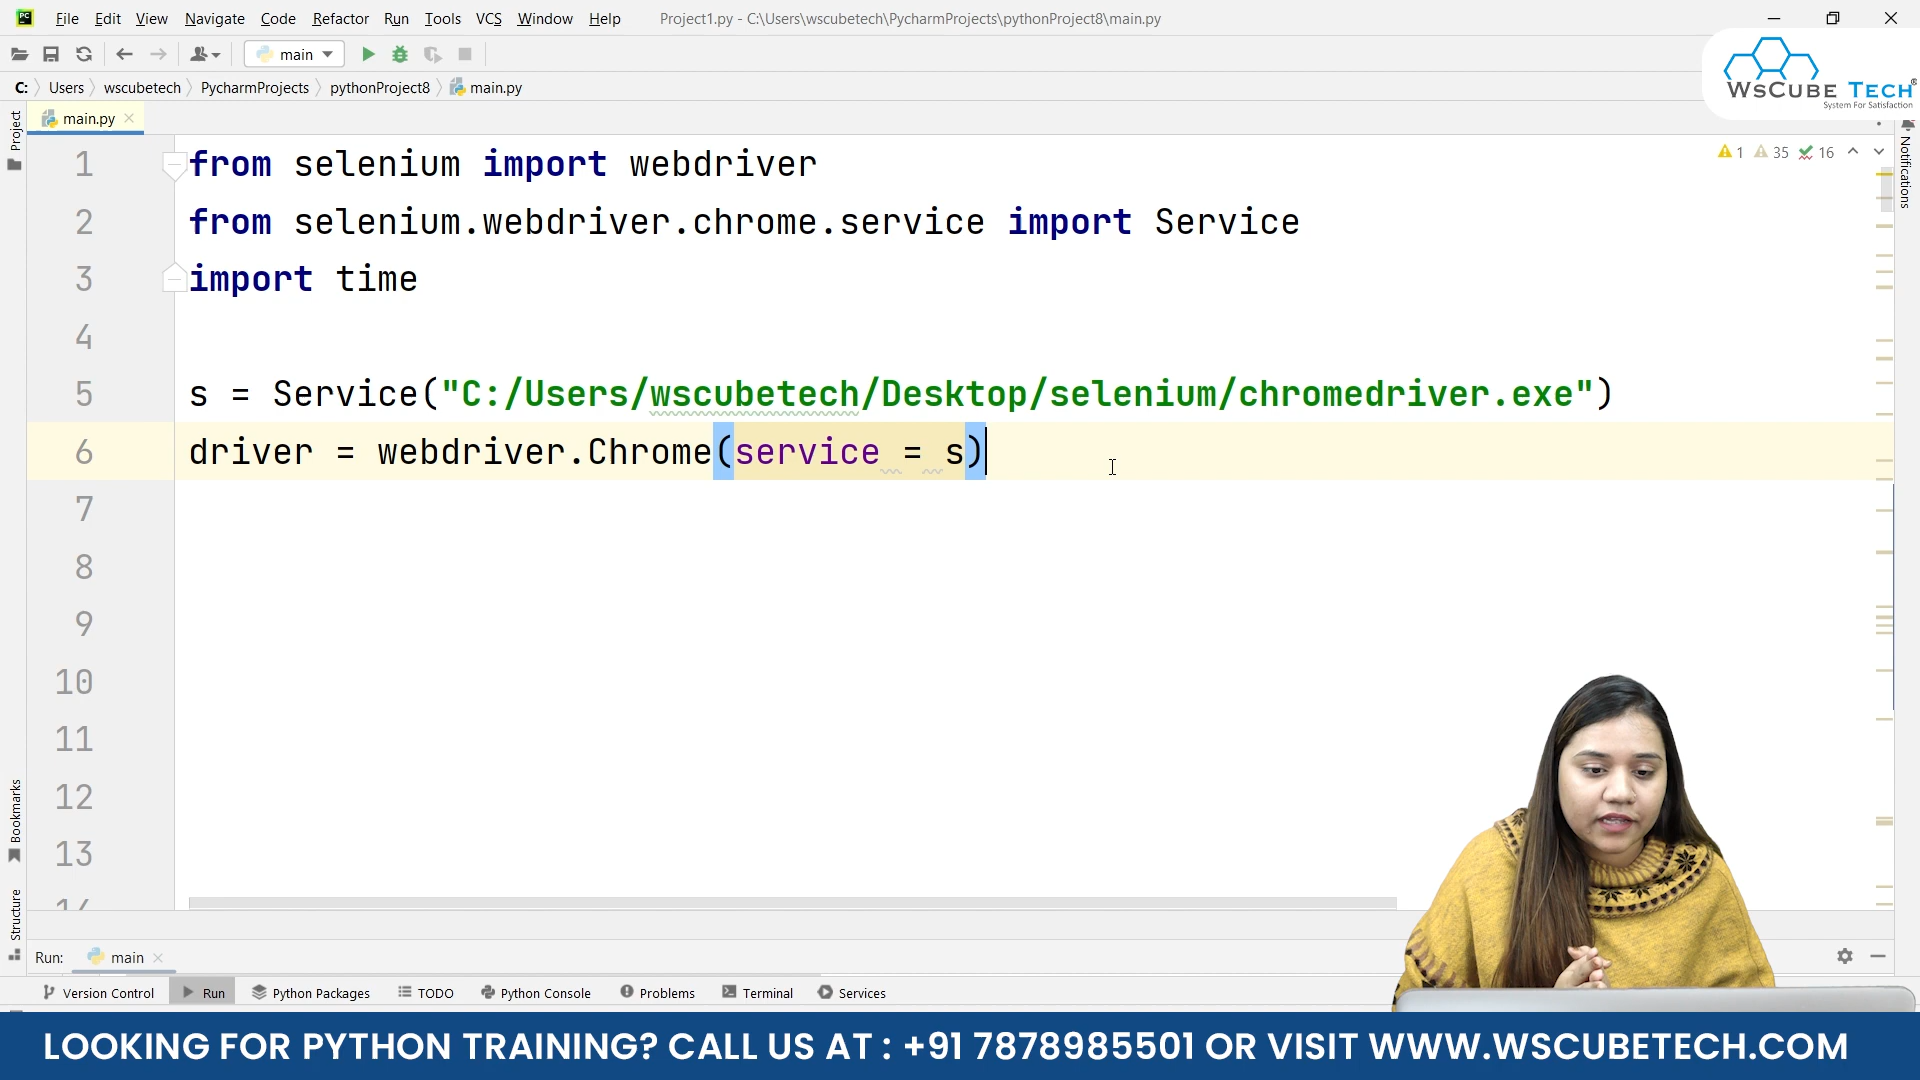 File Edit View Navigate Code Refactor Run Tools VCS Window Help Project1.py - C:\Users\wscubetech\PycharmProjects\pythonProject8\main.py
main
C: Users wscubetech PycharmProjects pythonProject8 main.py
WsCube Tech®
System For Satisfaction
Project
main.py
Notifications
1 35 16
1 from selenium import webdriver
2 from selenium.webdriver.chrome.service import Service
3 import time
4
5 s = Service("C:/Users/wscubetech/Desktop/selenium/chromedriver.exe")
6 driver = webdriver.Chrome(service = s)
7
8
9
10
11
12
13
14
Bookmarks
Structure
Run: main
Version Control Run Python Packages TODO Python Console Problems Terminal Services
LOOKING FOR PYTHON TRAINING? CALL US AT : +91 7878985501 OR VISIT WWW.WSCUBETECH.COM